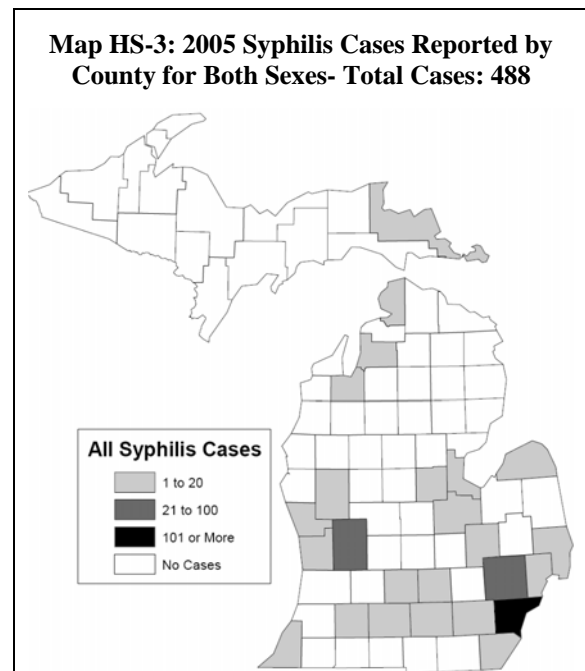 Map HS-3: 2005 Syphilis Cases Reported by
County for Both Sexes- Total Cases: 488
All Syphilis Cases
1 to 20
21 to 100
101 or More
No Cases